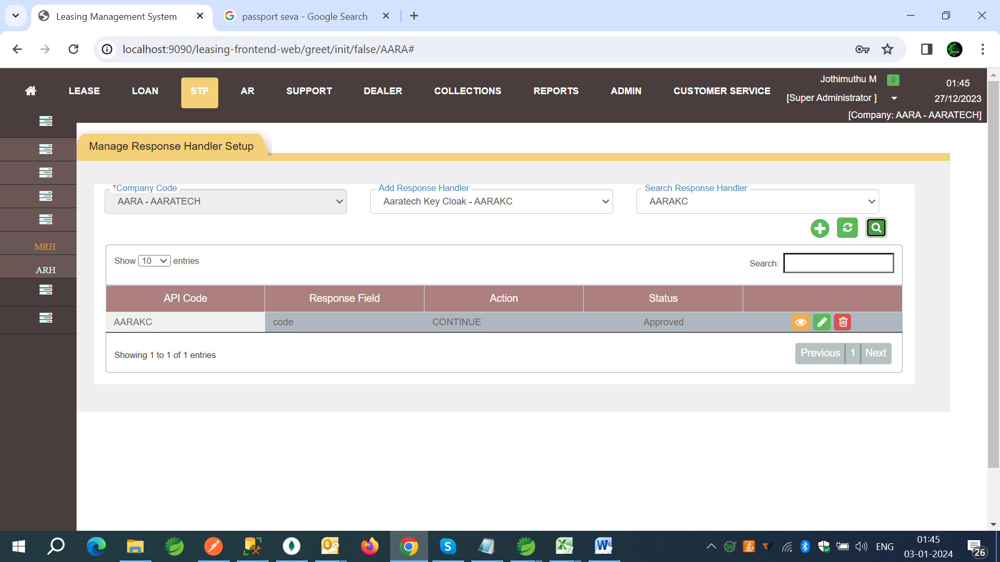 Leasing Management System
passport seva - Google Search
localhost:9090/leasing-frontend-web/greet/init/false/AARA#
LEASE LOAN STP AR SUPPORT DEALER COLLECTIONS REPORTS ADMIN CUSTOMER SERVICE
Jothimuthu M 0
[Super Administrator ]
01:45
27/12/2023
[Company: AARA - AARATECH]
MRH
ARH
Manage Response Handler Setup
*Company Code
AARA - AARATECH
Add Response Handler
Aaratech Key Cloak - AARAKC
Search Response Handler
AARAKC
Show 10 entries
Search:
API Code Response Field Action Status
AARAKC code CONTINUE Approved
Showing 1 to 1 of 1 entries
Previous 1 Next
ENG
01:45
03-01-2024
26